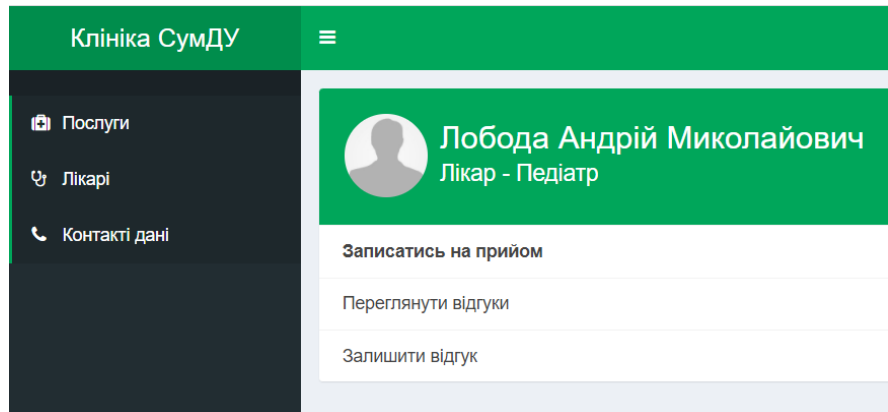 Клініка СумДУ
Послуги
Лікарі
Контакті дані
Лобода Андрій Миколайович
Лікар - Педіатр
Записатись на прийом
Переглянути відгуки
Залишити відгук